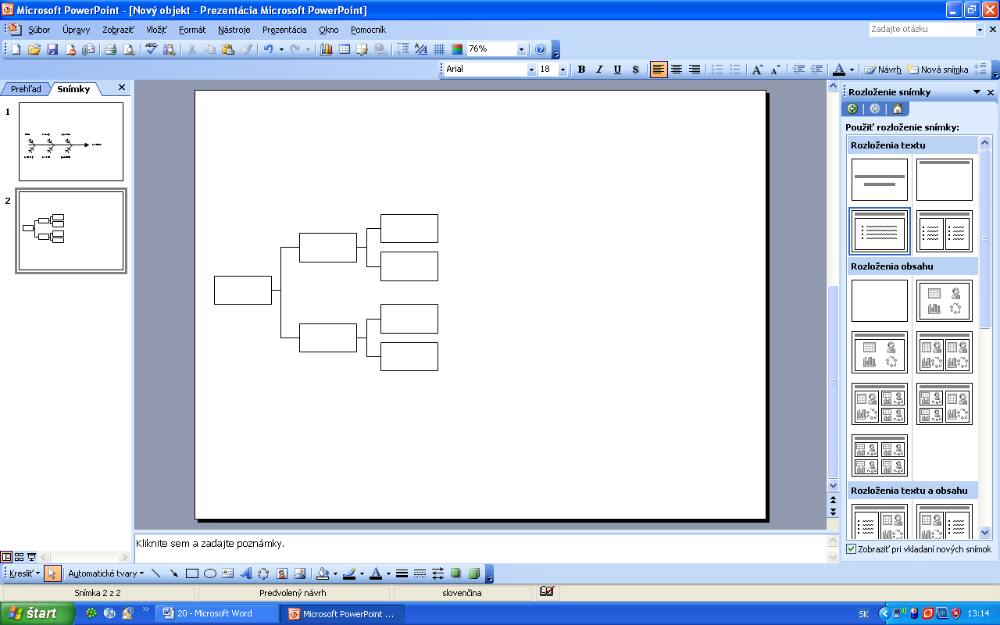 Microsoft PowerPoint - [Nový objekt - Prezentácia Microsoft PowerPoint]
Súbor Úpravy Zobraziť Vložiť Formát Nástroje Prezentácia Okno Pomocník Zadajte otázku
76%
Arial 18 B I U S A A A Návrh Nová snímka
Prehľad Snímky
1
2
Rozloženie snímky
Použiť rozloženie snímky:
Rozloženia textu
Rozloženia obsahu
Rozloženia textu a obsahu
Zobraziť pri vkladaní nových snímok
Kliknite sem a zadajte poznámky.
Kresliť Automatické tvary
Snímka 2 z 2 Predvolený návrh slovenčina
štart 20 - Microsoft Word Microsoft PowerPoint ... SK 13:14